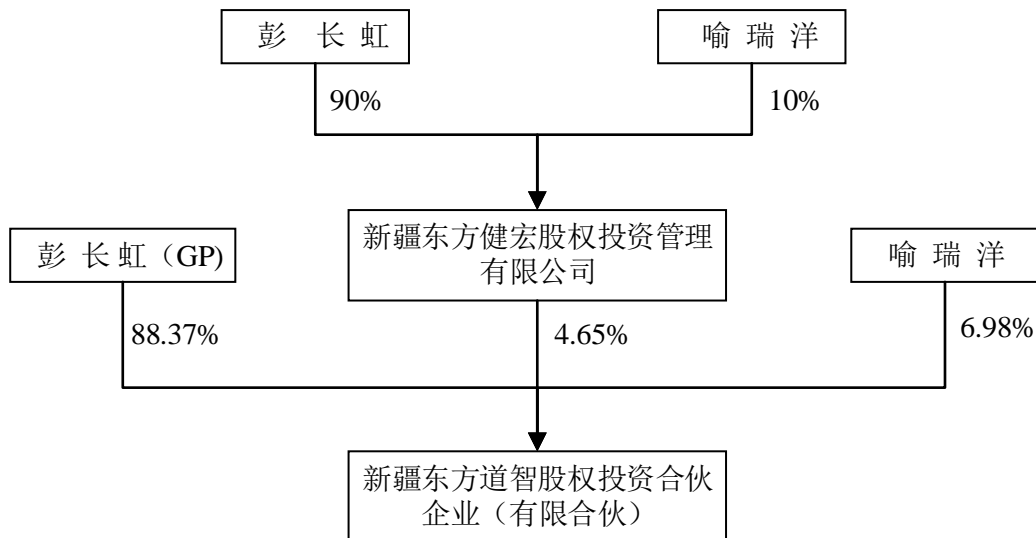 彭 长 虹
喻 瑞 洋
90%
10%
新疆东方健宏股权投资管理
有限公司
彭 长 虹（GP)
喻 瑞 洋
88.37%
4.65%
6.98%
新疆东方道智股权投资合伙
企业（有限合伙）